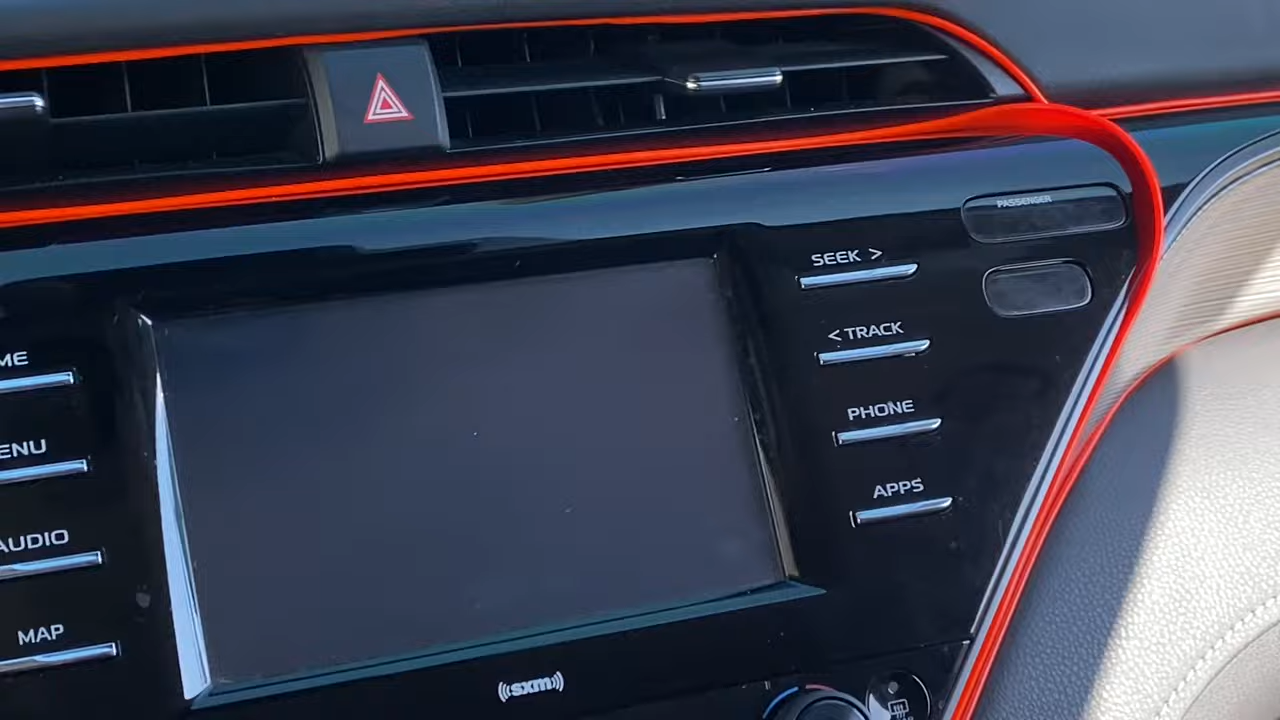 PASSENGER
SEEK >
< TRACK
PHONE
APPS
ME
ENU
AUDIO
MAP
((sxm))